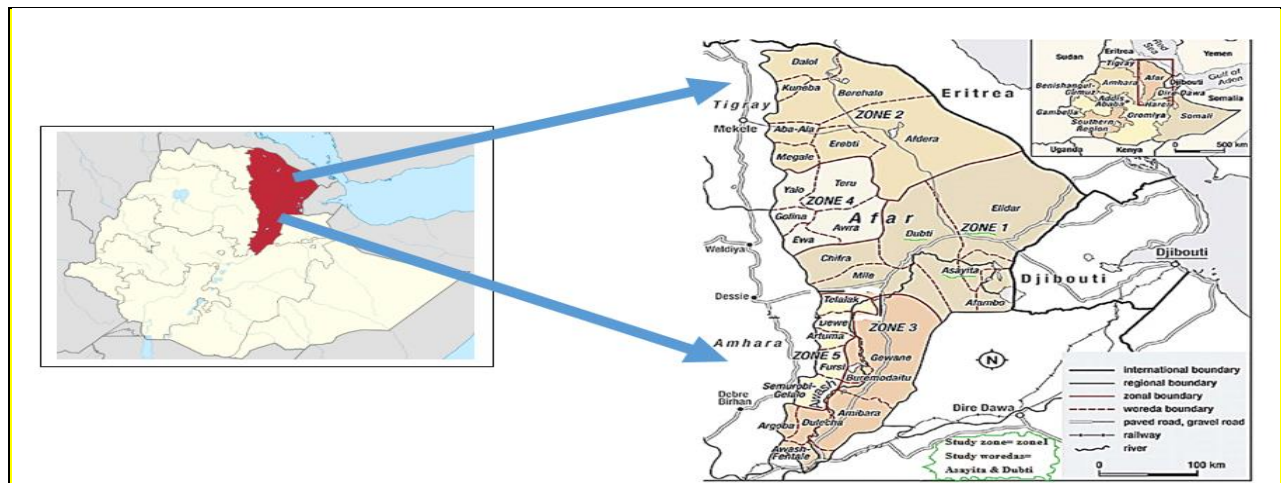 Sudan
Eritrea
Red
Sea
Yemen
Tigray
Afar
Amhara
Djibouti
Gulf of
Aden
Benishangul-
Gumuz
Addis
Ababa
Dire Dawa
Harer
Somalia
Gambella
Oromiya
Southern
Region
Somali
Uganda
Kenya
0 500 km
Dalol
Kuneba
Berehale
Eritrea
Tigray
ZONE 2
Mekele
Aba-Ala
Afdera
Erebti
Megale
Yalo
Teru
ZONE 4
Elidar
Golina
Afar
Awra
Dubti
ZONE 1
Weldiya
Ewa
Chifra
Asayita
Djibouti
Mile
Djibouti
Dessie
Telalak
Afambo
Dewe
ZONE 3
Artuma
Amhara
Gewane
ZONE 5
Fursi
N
Buremodaitu
Semurobi-
Gelalo
Awash
Debre
Birhan
Amibara
Dire Dawa
Argoba
Dulecha
Awash-
Fentale
Study zone= zone1
Study woredas=
Asayita & Dubti
international boundary
regional boundary
zonal boundary
woreda boundary
paved road, gravel road
railway
river
0 100 km